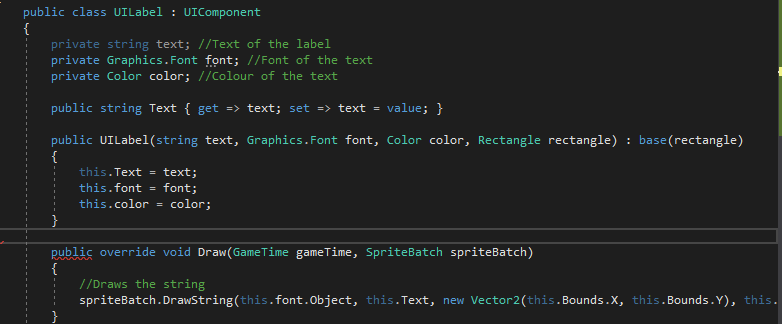 public class UILabel : UIComponent
{
private string text; //Text of the label
private Graphics.Font font; //Font of the text
private Color color; //Colour of the text
public string Text { get => text; set => text = value; }
public UILabel(string text, Graphics.Font font, Color color, Rectangle rectangle) : base(rectangle)
{
this.Text = text;
this.font = font;
this.color = color;
}
public override void Draw(GameTime gameTime, SpriteBatch spriteBatch)
{
//Draws the string
spriteBatch.DrawString(this.font.Object, this.Text, new Vector2(this.Bounds.X, this.Bounds.Y), this.
}